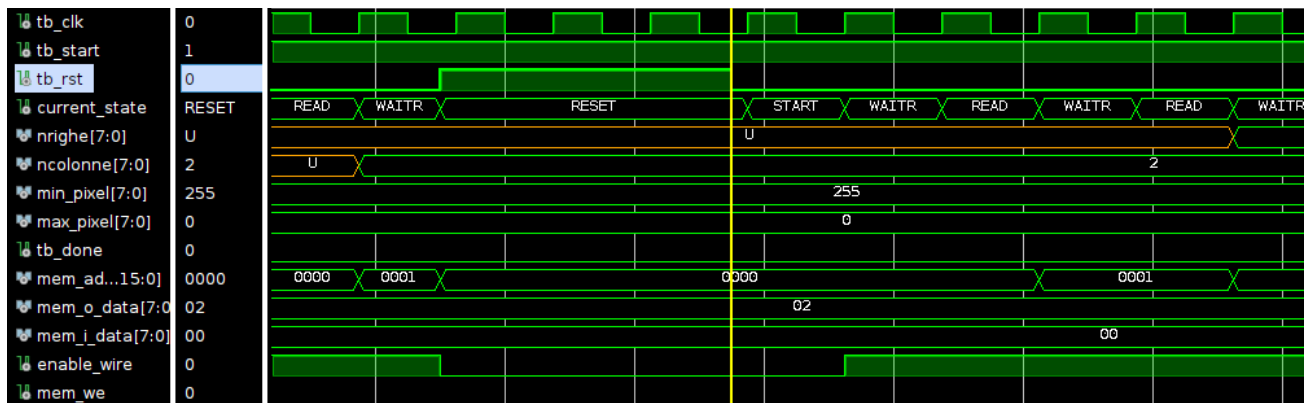 tb_clk 0
tb_start 1
tb_rst 0
current_state RESET READ WAITR RESET START WAITR READ WAITR READ WAITR
nrighe[7:0] U U
ncolonne[7:0] 2 U 2
min_pixel[7:0] 255 255
max_pixel[7:0] 0 0
tb_done 0
mem_ad...15:0] 0000 0000 0001 0000 0001
mem_o_data[7:0 02 02
mem_i_data[7:0] 00 00
enable_wire 0
mem_we 0